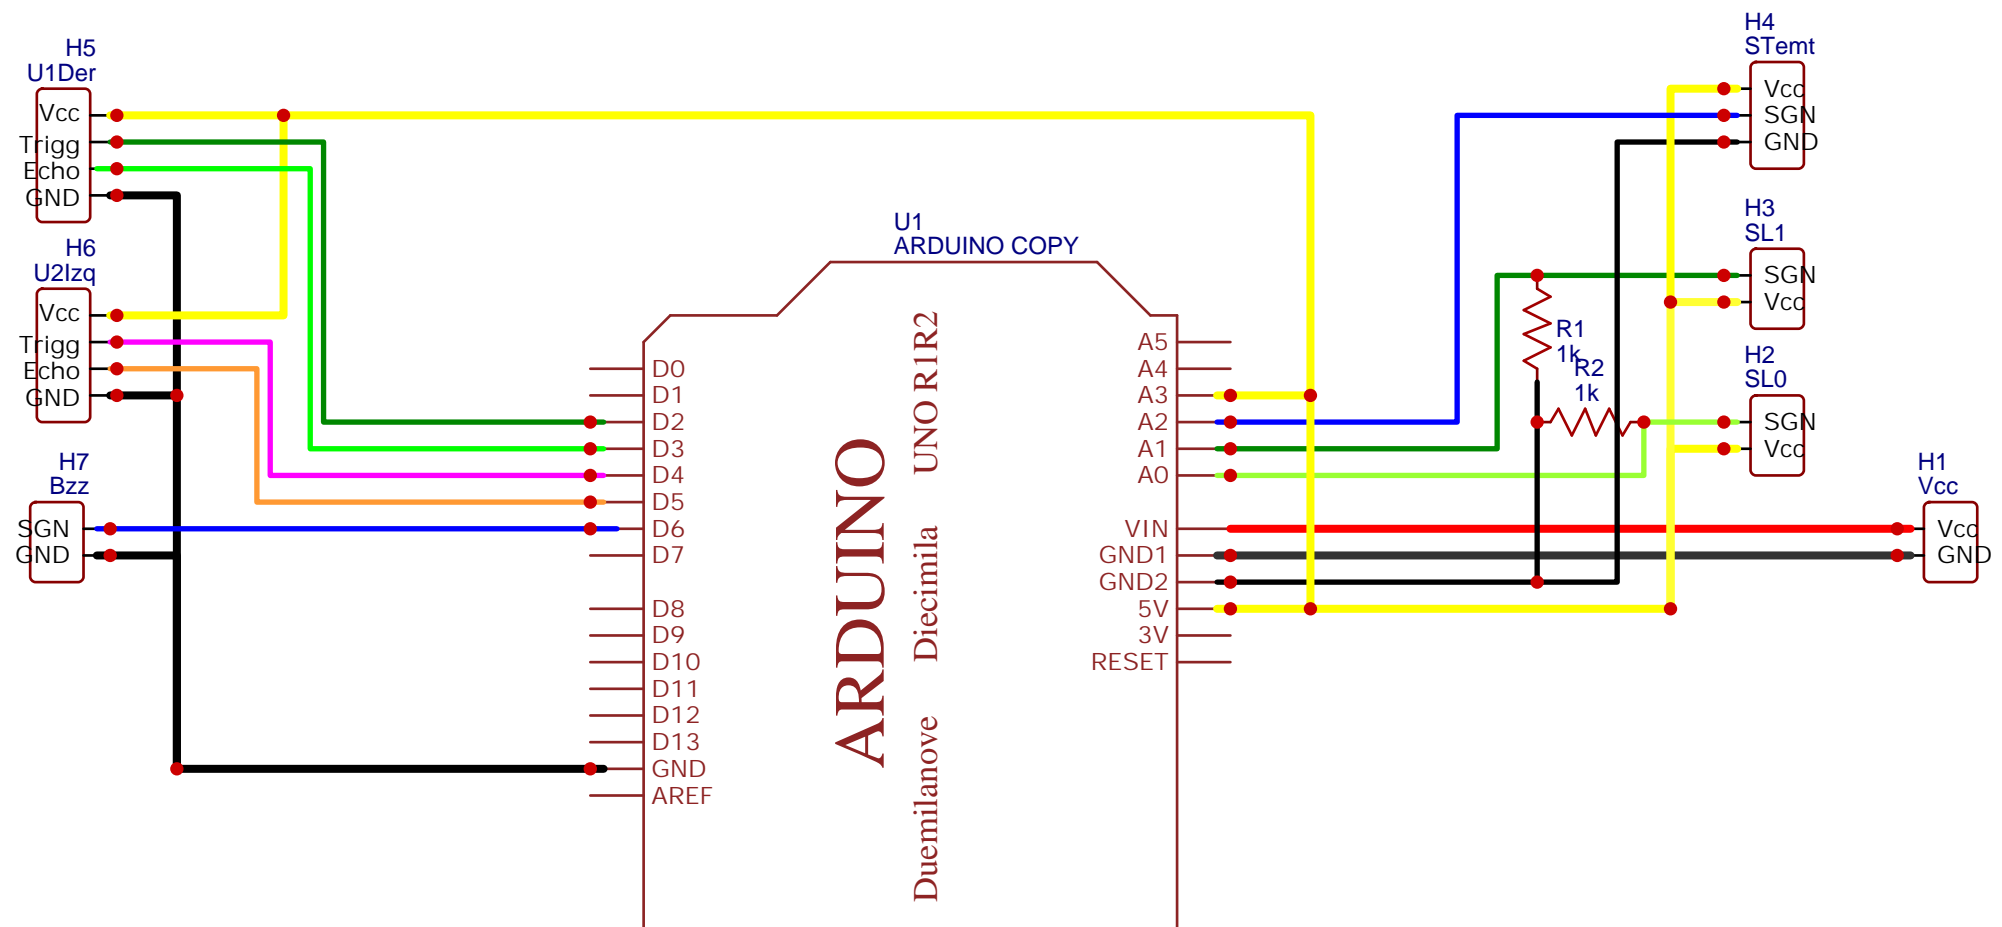 H5
U1Der
Vcc
Trigg
Echo
GND
H6
U2Izq
Vcc
Trigg
Echo
GND
H7
Bzz
SGN
GND
U1
ARDUINO COPY
D0
D1
D2
D3
D4
D5
D6
D7
D8
D9
D10
D11
D12
D13
GND
AREF
ARDUINO
UNO R1R2
Diecimila
Duemilanove
A5
A4
A3
A2
A1
A0
VIN
GND1
GND2
5V
3V
RESET
R1
1k
R2
1k
H4
STemt
Vcc
SGN
GND
H3
SL1
SGN
Vcc
H2
SL0
SGN
Vcc
H1
Vcc
Vcc
GND